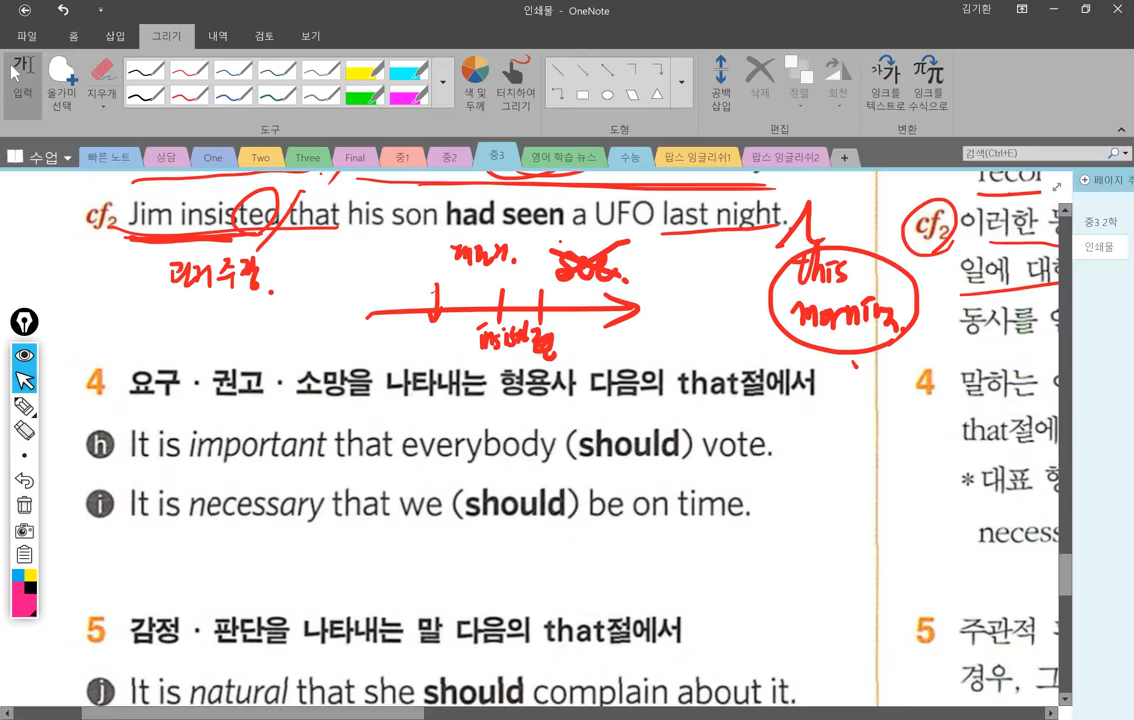 인쇄물 - OneNote
김기환
파일 홈 삽입 그리기 내역 검토 보기
입력
올가미 선택
지우개
색 및 두께
터치하여 그리기
공백 삽입
삭제
정렬
회전
잉크를 텍스트로
잉크를 수식으로
도구 도형 편집 변환
수업 빠른 노트 상담 One Two Three Final 중1 중2 중3 영어 학습 뉴스 수능 팝스 잉글리쉬1 팝스 잉글리쉬2
검색(Ctrl+E)
페이지 추
중3 2학
인쇄물
recor
cf2 Jim insisted that his son had seen a UFO last night.
cf2 이러한 동
일에 대한
동사를 일
과거 주장.
this
morning.
insisted
4 요구 · 권고 · 소망을 나타내는 형용사 다음의 that절에서
h It is important that everybody (should) vote.
i It is necessary that we (should) be on time.
4 말하는
that절에
*대표 형
necess
5 감정 · 판단을 나타내는 말 다음의 that절에서
j It is natural that she should complain about it.
5 주관적
경우, 그